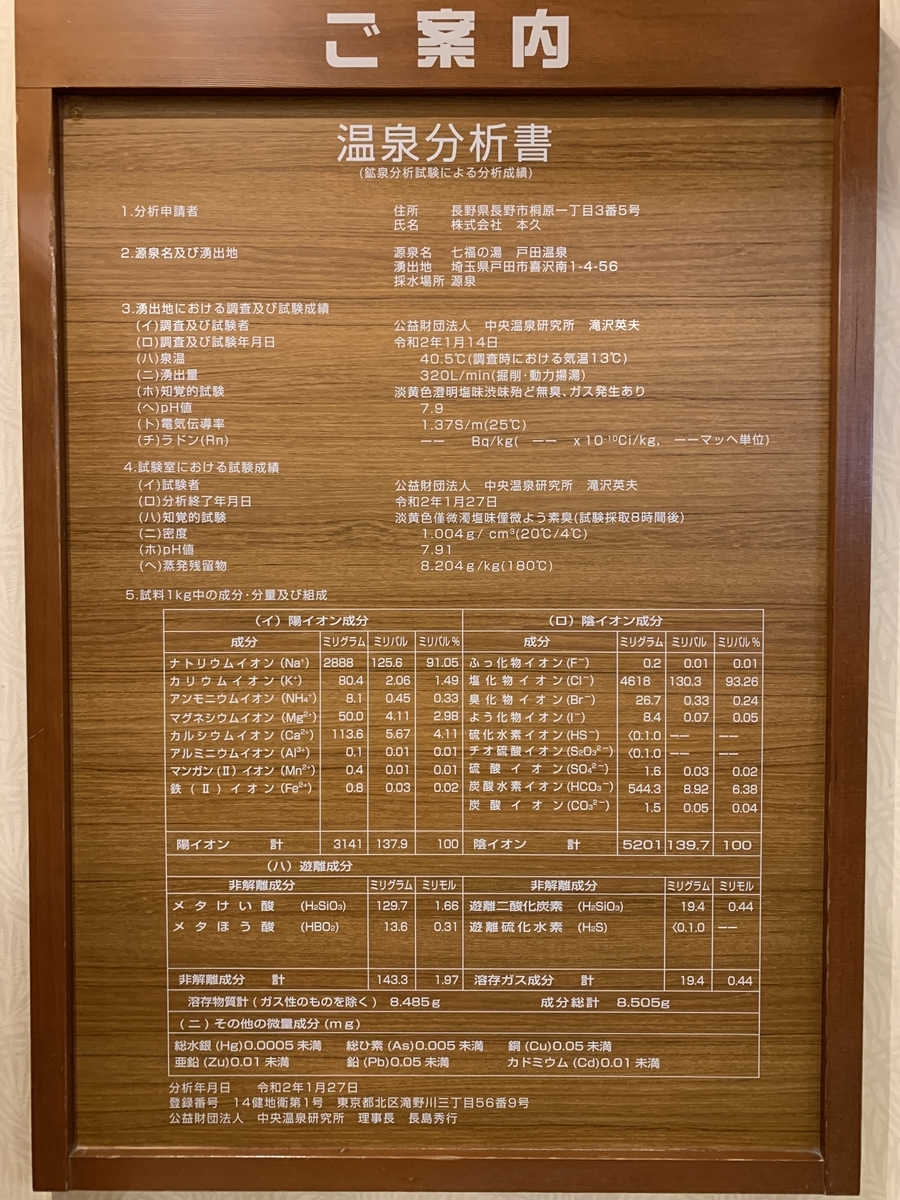 ご案内
温泉分析書
(鉱泉分析試験による分析成績)
1.分析申請者 住所 長野県長野市桐原一丁目3番5号
氏名 株式会社 本久
2.源泉名及び湧出地 源泉名 七福の湯 戸田温泉
湧出地 埼玉県戸田市喜沢南1-4-56
採水場所 源泉
3.湧出地における調査及び試験成績
(イ)調査及び試験者 公益財団法人 中央温泉研究所 滝沢英夫
(ロ)調査及び試験年月日 令和2年1月14日
(ハ)泉温 40.5℃(調査時における気温13℃)
(ニ)湧出量 320L/min(掘削・動力揚湯)
(ホ)知覚的試験 淡黄色澄明塩味渋味殆ど無臭、ガス発生あり
(ヘ)pH値 7.9
(ト)電気伝導率 1.37S/m(25℃)
(チ)ラドン(Rn) −− Bq/kg( −− x10⁻¹⁰Ci/kg, −−マッヘ単位)
4.試験室における試験成績
(イ)試験者 公益財団法人 中央温泉研究所 滝沢英夫
(ロ)分析終了年月日 令和2年1月27日
(ハ)知覚的試験 淡黄色僅微濁塩味僅微よう素臭(試験採取8時間後)
(ニ)密度 1.004g/cm³(20℃/4℃)
(ホ)pH値 7.91
(ヘ)蒸発残留物 8.204g/kg(180℃)
5.試料1kg中の成分・分量及び組成
(イ)陽イオン成分 (ロ)陰イオン成分
成分 ミリグラム ミリバル ミリバル% 成分 ミリグラム ミリバル ミリバル%
ナトリウムイオン(Na⁺) 2888 125.6 91.05 ふっ化物イオン(F⁻) 0.2 0.01 0.01
カリウムイオン(K⁺) 80.4 2.06 1.49 塩化物イオン(Cl⁻) 4618 130.3 93.26
アンモニウムイオン(NH₄⁺) 8.1 0.45 0.33 臭化物イオン(Br⁻) 26.7 0.33 0.24
マグネシウムイオン(Mg²⁺) 50.0 4.11 2.98 よう化物イオン(I⁻) 8.4 0.07 0.05
カルシウムイオン(Ca²⁺) 113.6 5.67 4.11 硫化水素イオン(HS⁻) <0.1.0 −− −−
アルミニウムイオン(Al³⁺) 0.1 0.01 0.01 チオ硫酸イオン(S₂O₃²⁻) <0.1.0 −− −−
マンガン(Ⅱ)イオン(Mn²⁺) 0.4 0.01 0.01 硫酸イオン(SO₄²⁻) 1.6 0.03 0.02
鉄(Ⅱ)イオン(Fe²⁺) 0.8 0.03 0.02 炭酸水素イオン(HCO₃⁻) 544.3 8.92 6.38
炭酸イオン(CO₃²⁻) 1.5 0.05 0.04
陽イオン 計 3141 137.9 100 陰イオン 計 5201 139.7 100
(ハ)遊離成分
非解離成分 ミリグラム ミリモル 非解離成分 ミリグラム ミリモル
メタけい酸 (H₂SiO₃) 129.7 1.66 遊離二酸化炭素 (H₂SiO₃) 19.4 0.44
メタほう酸 (HBO₂) 13.6 0.31 遊離硫化水素 (H₂S) <0.1.0 −−
非解離成分 計 143.3 1.97 溶存ガス成分 計 19.4 0.44
溶存物質計(ガス性のものを除く) 8.485g 成分総計 8.505g
(ニ)その他の微量成分(mg)
総水銀(Hg)0.0005未満 総ひ素(As)0.005未満 銅(Cu)0.05未満
亜鉛(Zu)0.01未満 鉛(Pb)0.05未満 カドミウム(Cd)0.01未満
分析年月日 令和2年1月27日
登録番号 14健地衛第1号 東京都北区滝野川三丁目56番9号
公益財団法人 中央温泉研究所 理事長 長島秀行